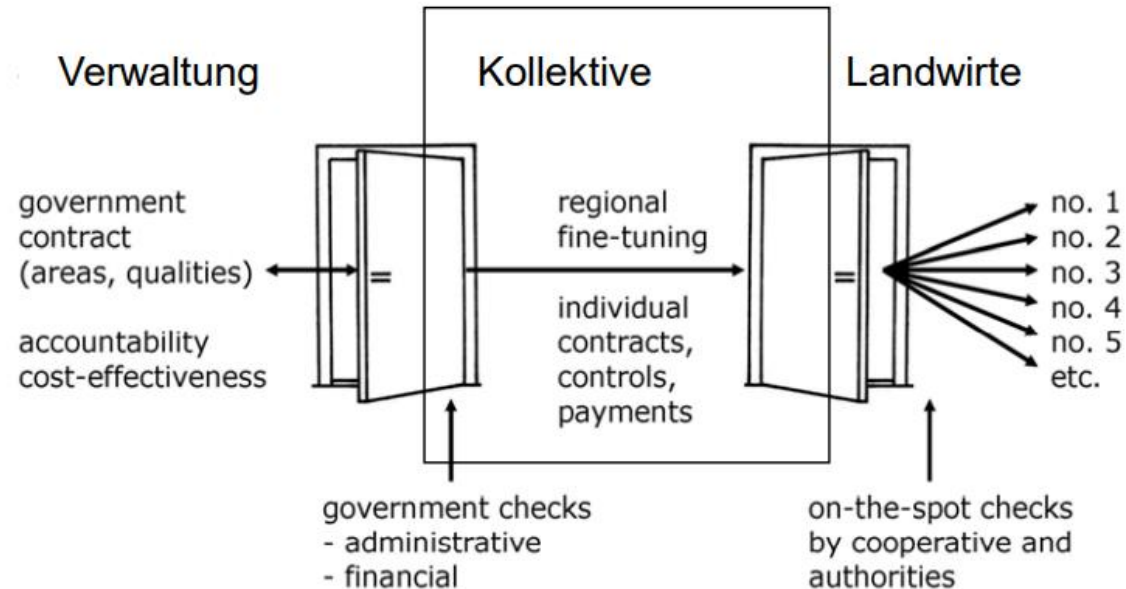 Verwaltung
Kollektive
Landwirte
government
contract
(areas, qualities)
accountability
cost-effectiveness
regional
fine-tuning
individual
contracts,
controls,
payments
no. 1
no. 2
no. 3
no. 4
no. 5
etc.
government checks
- administrative
- financial
on-the-spot checks
by cooperative and
authorities